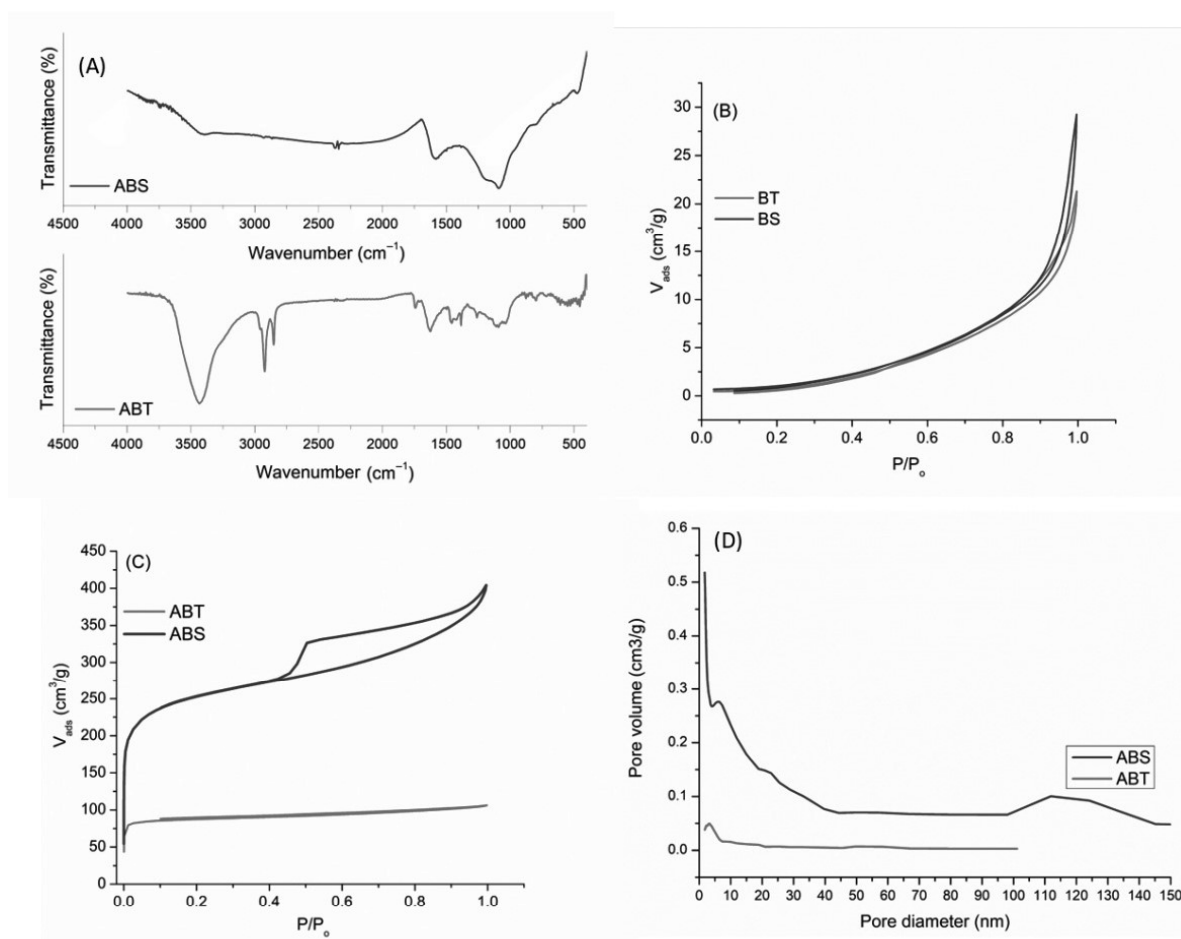 (A)
Transmittance (%)
ABS
4500 4000 3500 3000 2500 2000 1500 1000 500
Wavenumber (cm⁻¹)
Transmittance (%)
ABT
4500 4000 3500 3000 2500 2000 1500 1000 500
Wavenumber (cm⁻¹)
(B)
30
25
20
15
10
5
0
Vads (cm³/g)
BT
BS
0.0 0.2 0.4 0.6 0.8 1.0
P/Po
(C)
450
400
350
300
250
200
150
100
50
0
Vads (cm³/g)
ABT
ABS
0.0 0.2 0.4 0.6 0.8 1.0
P/Po
(D)
0.6
0.5
0.4
0.3
0.2
0.1
0.0
Pore volume (cm3/g)
ABS
ABT
0 10 20 30 40 50 60 70 80 90 100 110 120 130 140 150
Pore diameter (nm)